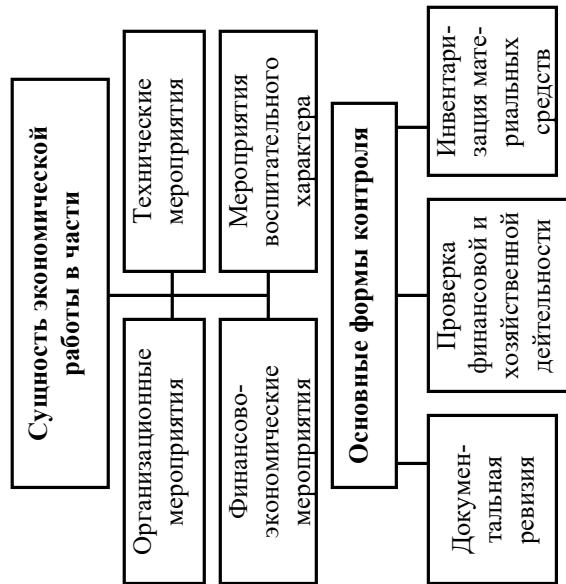 Сущность экономической
работы в части
Организационные
мероприятия
Технические
мероприятия
Финансово-
экономические
мероприятия
Мероприятия
воспитательного
характера
Основные формы контроля
Докумен-
тальная
ревизия
Проверка
финансовой и
хозяйственной
дейтельности
Инвентари-
зация мате-
риальных
средств